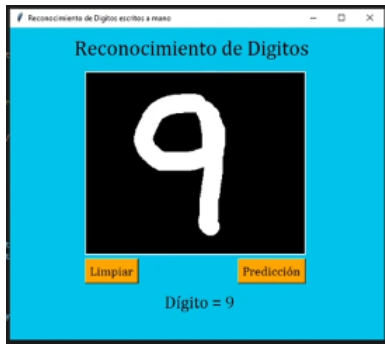 Reconocimiento de Digitos escritos a mano
Reconocimiento de Digitos
9
Limpiar Predicción
Dígito = 9